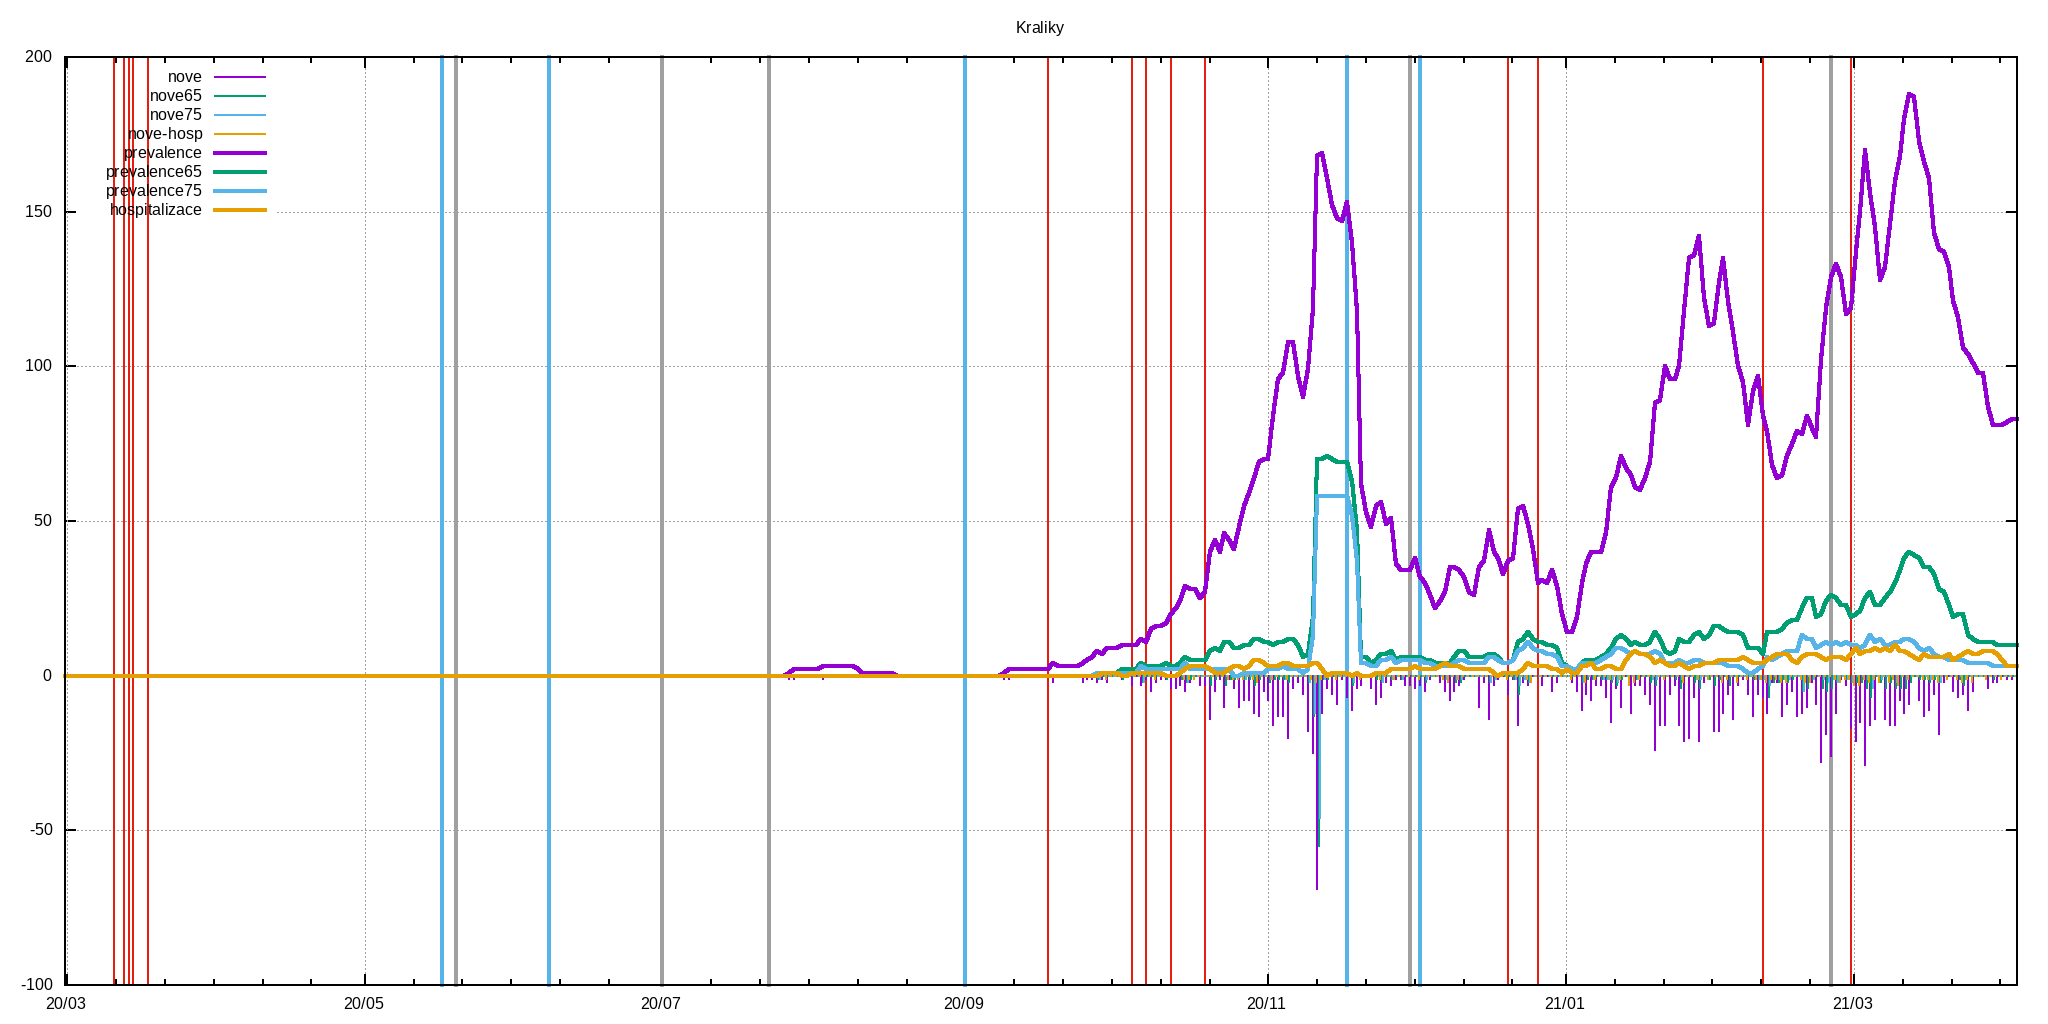 Kraliky
200
150
100
50
0
-50
-100
nove
nove65
nove75
nove-hosp
prevalence
prevalence65
prevalence75
hospitalizace
20/03 20/05 20/07 20/09 20/11 21/01 21/03